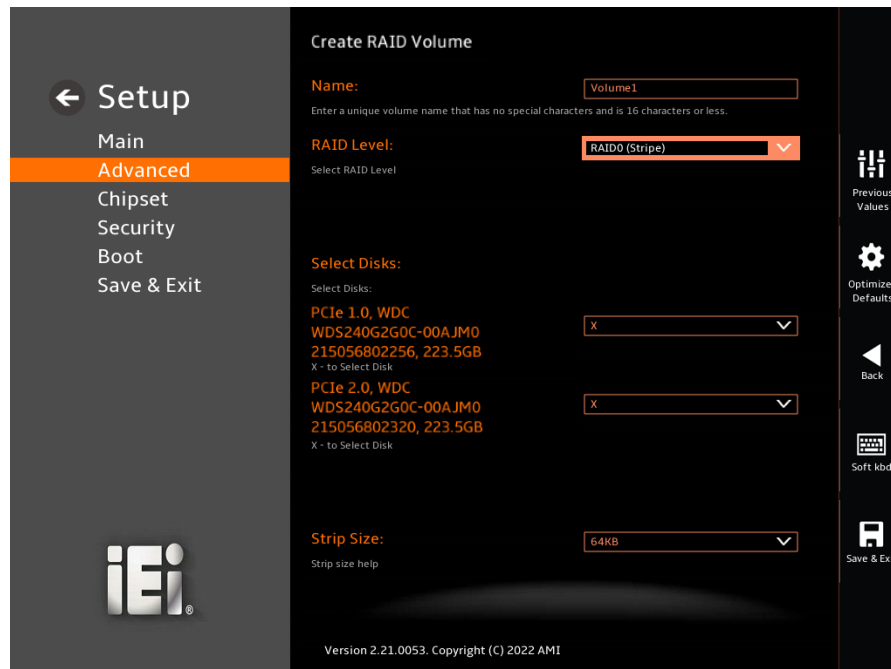 Setup
Main
Advanced
Chipset
Security
Boot
Save & Exit
iEi®
Create RAID Volume
Name:
Volume1
Enter a unique volume name that has no special characters and is 16 characters or less.
RAID Level:
RAID0 (Stripe)
Select RAID Level
Select Disks:
Select Disks:
PCIe 1.0, WDC
WDS240G2G0C-00AJM0
X
215056802256, 223.5GB
X - to Select Disk
PCIe 2.0, WDC
WDS240G2G0C-00AJM0
X
215056802320, 223.5GB
X - to Select Disk
Strip Size:
64KB
Strip size help
Version 2.21.0053. Copyright (C) 2022 AMI
Previous
Values
Optimize
Defaults
Back
Soft kbd
Save & Ex